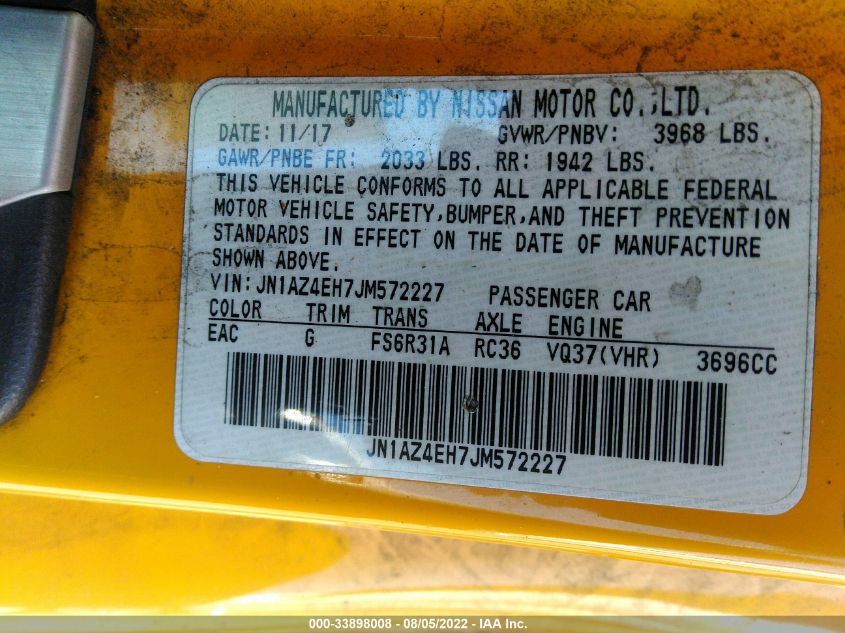 MANUFACTURED BY NISSAN MOTOR CO.,LTD.
DATE: 11/17 GVWR/PNBV: 3968 LBS.
GAWR/PNBE FR: 2033 LBS. RR: 1942 LBS.
THIS VEHICLE CONFORMS TO ALL APPLICABLE FEDERAL
MOTOR VEHICLE SAFETY,BUMPER,AND THEFT PREVENTION
STANDARDS IN EFFECT ON THE DATE OF MANUFACTURE
SHOWN ABOVE.
VIN:JN1AZ4EH7JM572227 PASSENGER CAR
COLOR TRIM TRANS AXLE ENGINE
EAC G FS6R31A RC36 VQ37(VHR) 3696CC
JN1AZ4EH7JM572227
000-33898008 - 08/05/2022 - IAA Inc.